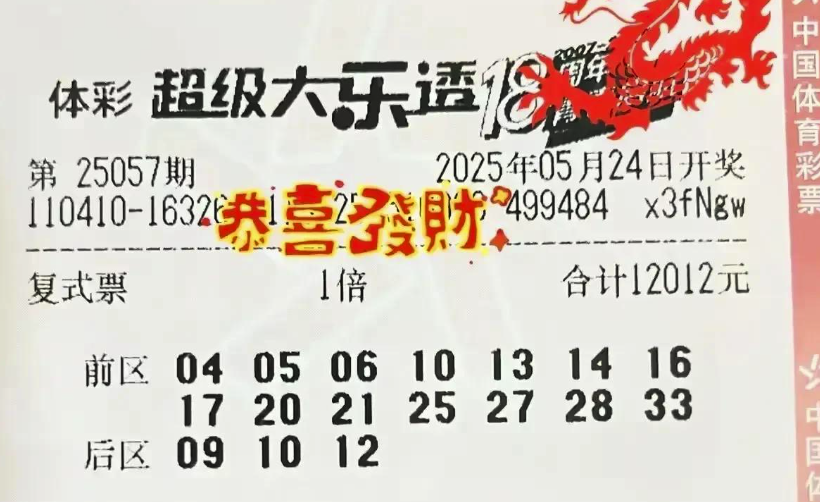 体彩 超级大乐透 18周年
第 25057期 2025年05月24日开奖
110410-16326 499484 x3fNgw
恭喜發財
复式票 1倍 合计12012元
前区 04 05 06 10 13 14 16
17 20 21 25 27 28 33
后区 09 10 12
中国体育彩票
中国体